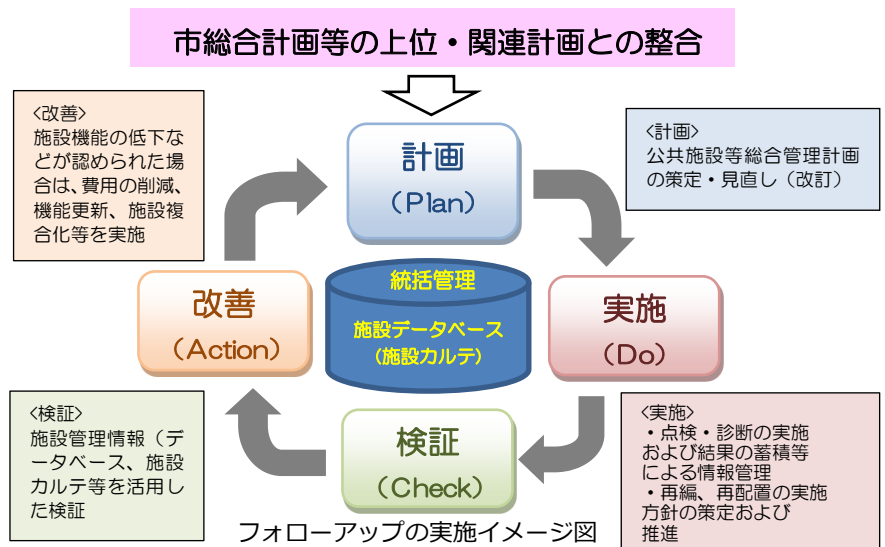 市総合計画等の上位・関連計画との整合
<改善>
施設機能の低下な
どが認められた場
合は、費用の削減、
機能更新、施設複
合化等を実施
計画
（Plan）
<計画>
公共施設等総合管理計画
の策定・見直し（改訂）
改善
（Action）
統括管理
施設データベース
(施設カルテ)
実施
（Do）
<検証>
施設管理情報（デ
ータベース、施設
カルテ等を活用し
た検証
検証
（Check）
<実施>
・点検・診断の実施
および結果の蓄積等
による情報管理
・再編、再配置の実施
方針の策定および
推進
フォローアップの実施イメージ図